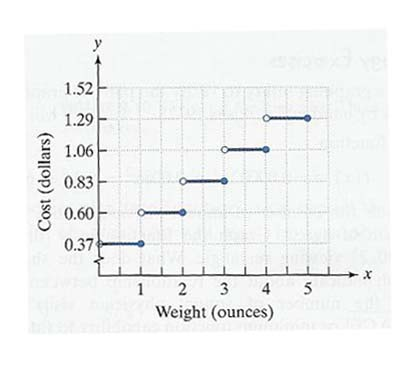 y
1.52
1.29
1.06
0.83
0.60
0.37
Cost (dollars)
1 2 3 4 5
x
Weight (ounces)